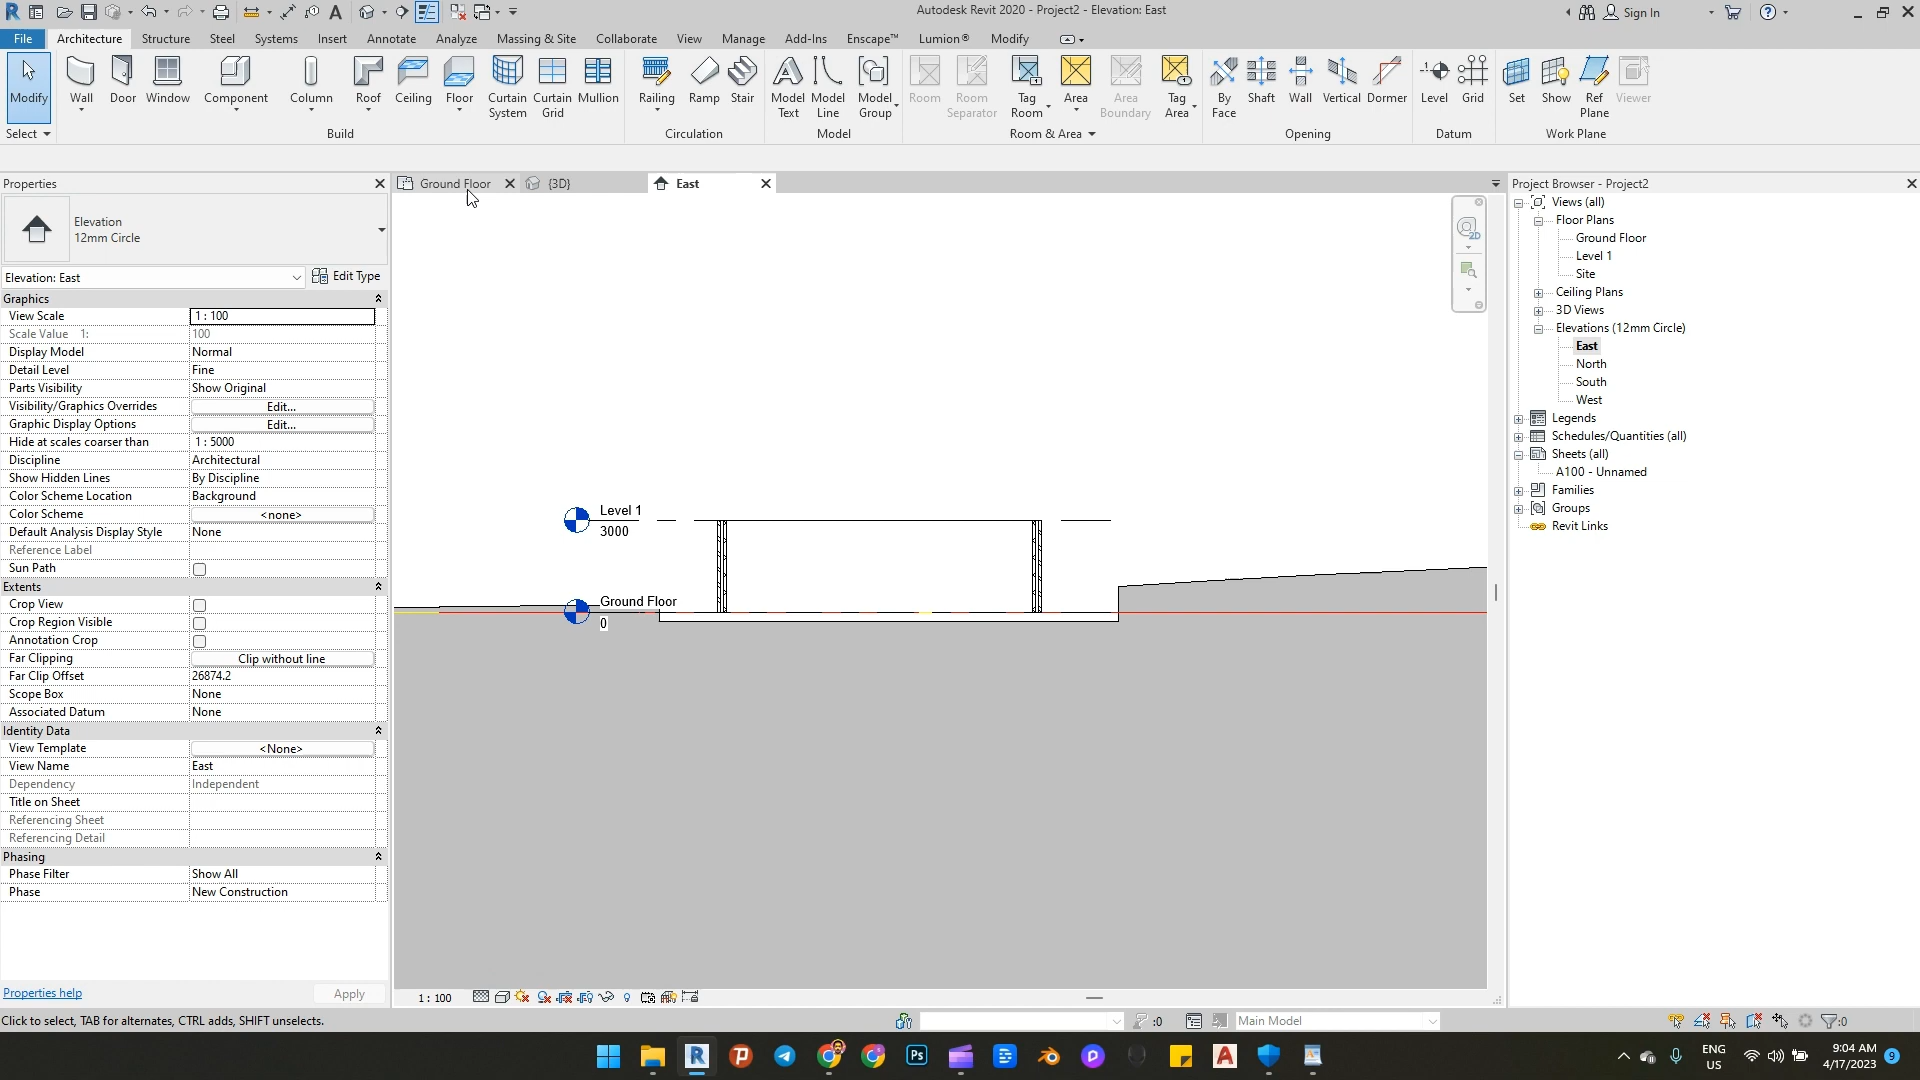 Autodesk Revit 2020 - Project2 - Elevation: East
Sign In
File Architecture Structure Steel Systems Insert Annotate Analyze Massing & Site Collaborate View Manage Add-Ins Enscape™ Lumion® Modify
Modify Wall Door Window Component Column Roof Ceiling Floor Curtain System Curtain Grid Mullion Railing Ramp Stair Model Text Model Line Model Group Room Room Separator Tag Room Area Area Boundary Tag Area By Face Shaft Wall Vertical Dormer Level Grid Set Show Ref Plane Viewer
Select Build Circulation Model Room & Area Opening Datum Work Plane
Properties
Elevation
12mm Circle
Elevation: East Edit Type
Graphics
View Scale 1 : 100
Scale Value 1: 100
Display Model Normal
Detail Level Fine
Parts Visibility Show Original
Visibility/Graphics Overrides Edit...
Graphic Display Options Edit...
Hide at scales coarser than 1 : 5000
Discipline Architectural
Show Hidden Lines By Discipline
Color Scheme Location Background
Color Scheme <none>
Default Analysis Display Style None
Reference Label
Sun Path
Extents
Crop View
Crop Region Visible
Annotation Crop
Far Clipping Clip without line
Far Clip Offset 26874.2
Scope Box None
Associated Datum None
Identity Data
View Template <None>
View Name East
Dependency Independent
Title on Sheet
Referencing Sheet
Referencing Detail
Phasing
Phase Filter Show All
Phase New Construction
Properties help Apply
Ground Floor {3D} East
2D
Level 1
3000
Ground Floor
0
1 : 100
Project Browser - Project2
Views (all)
Floor Plans
Ground Floor
Level 1
Site
Ceiling Plans
3D Views
Elevations (12mm Circle)
East
North
South
West
Legends
Schedules/Quantities (all)
Sheets (all)
A100 - Unnamed
Families
Groups
Revit Links
Click to select, TAB for alternates, CTRL adds, SHIFT unselects.
:0
Main Model
:0
Ps
ENG
US
9:04 AM
4/17/2023
9